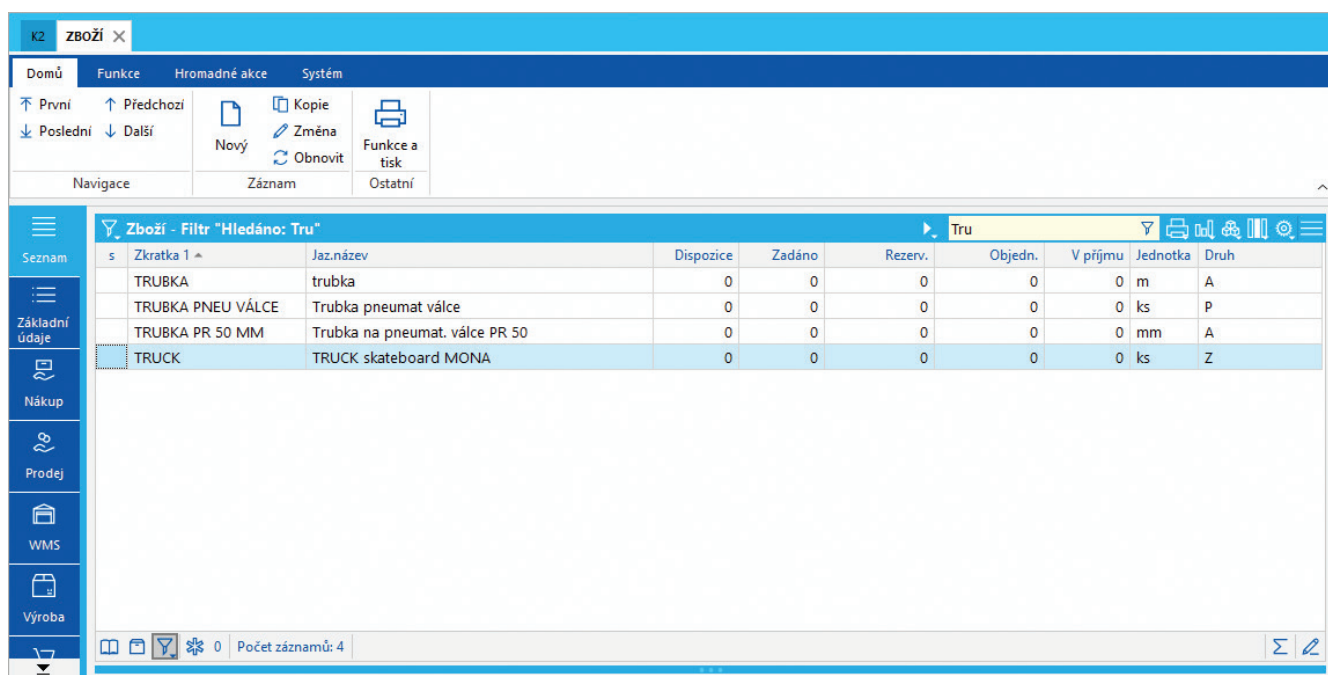 K2 ZBOŽÍ
Domů Funkce Hromadné akce Systém
První Předchozí Kopie
Poslední Další Změna
Nový Obnovit Funkce a tisk
Navigace Záznam Ostatní
Zboží - Filtr "Hledáno: Tru" Tru
s Zkratka 1 Jaz.název Dispozice Zadáno Rezerv. Objedn. V příjmu Jednotka Druh
TRUBKA trubka 0 0 0 0 0 m A
TRUBKA PNEU VÁLCE Trubka pneumat válce 0 0 0 0 0 ks P
TRUBKA PR 50 MM Trubka na pneumat. válce PR 50 0 0 0 0 0 mm A
TRUCK TRUCK skateboard MONA 0 0 0 0 0 ks Z
Seznam
Základní
údaje
Nákup
Prodej
WMS
Výroba
0 Počet záznamů: 4